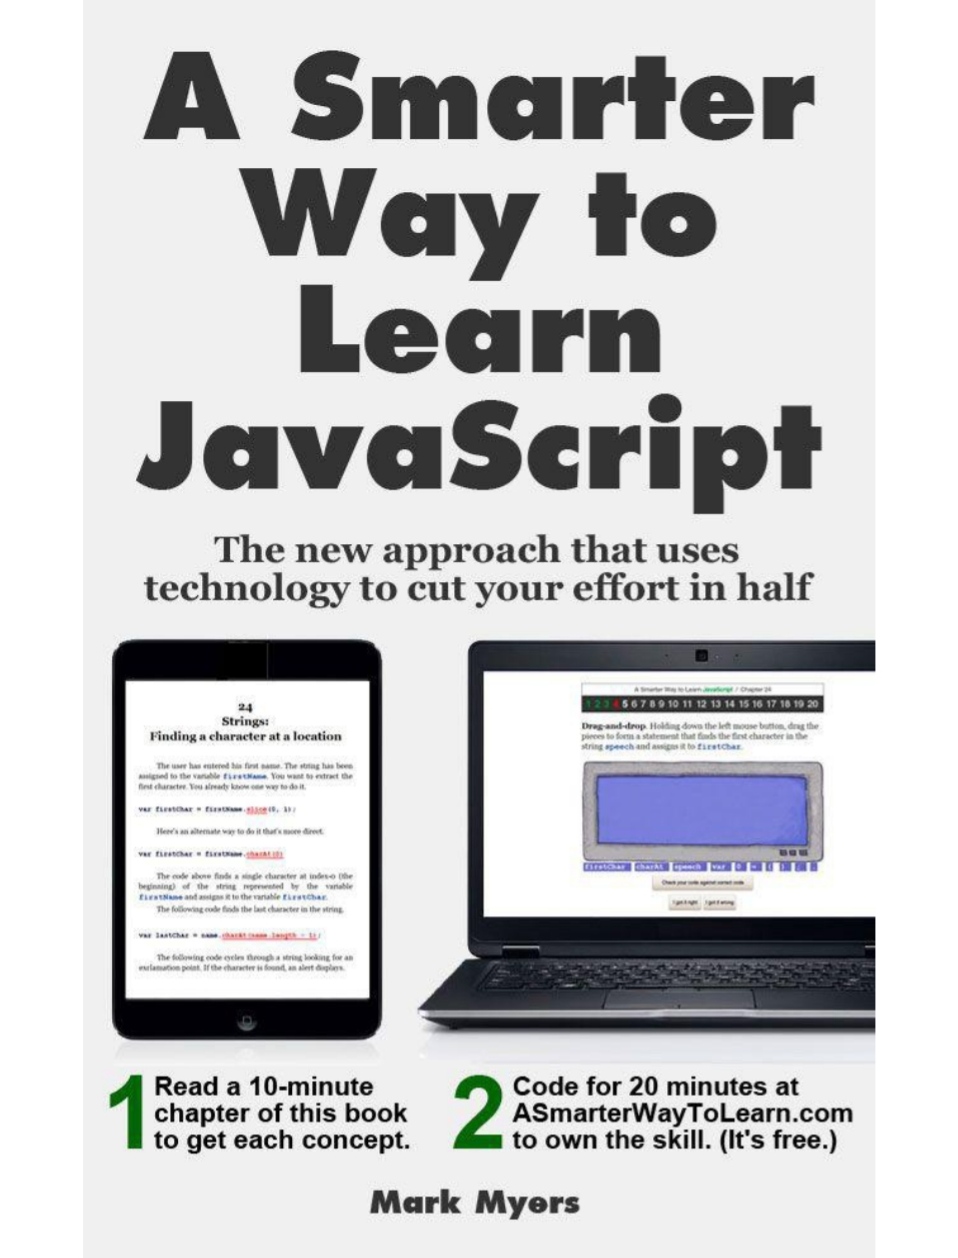 A Smarter
Way to
Learn
JavaScript
The new approach that uses
technology to cut your effort in half
24
Strings:
Finding a character at a location
The user has entered his first name. The string has been
assigned to the variable firstName. You want to extract the
first character. You already know one way to do it.
var firstChar = firstName.slice(0, 1);
Here's an alternate way to do it that's more direct.
var firstChar = firstName.charAt(0)
The code above finds a single character at index-0 (the
beginning) of the string represented by the variable
firstName and assigns it to the variable firstChar.
The following code finds the last character in the string.
var lastChar = name.charAt(name.length - 1);
The following code cycles through a string looking for an
exclamation point. If the character is found, an alert displays.
A Smarter Way to Learn JavaScript / Chapter 24
1 2 3 4 5 6 7 8 9 10 11 12 13 14 15 16 17 18 19 20
Drag-and-drop. Holding down the left mouse button, drag the
pieces to form a statement that finds the first character in the
string speech and assigns it to firstChar.
firstChar charAt speech var 0 = ( ) . ;
Check your code against correct code
I got it right I got it wrong
1 Read a 10-minute
chapter of this book
to get each concept.
2 Code for 20 minutes at
ASmarterWayToLearn.com
to own the skill. (It's free.)
Mark Myers